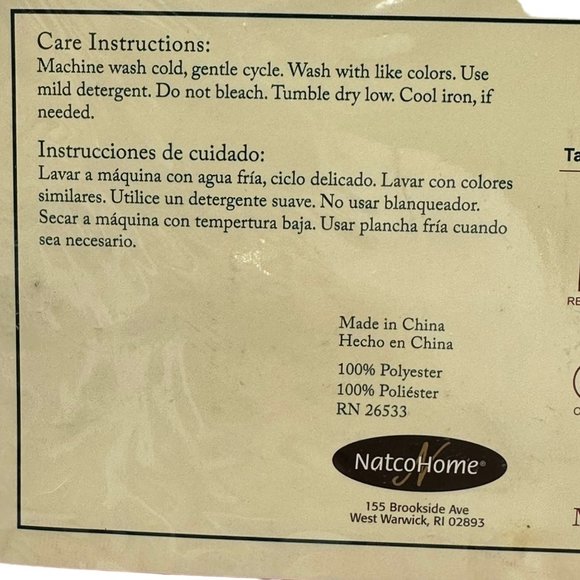 Care Instructions:
Machine wash cold, gentle cycle. Wash with like colors. Use
mild detergent. Do not bleach. Tumble dry low. Cool iron, if
needed.
Instrucciones de cuidado:
Lavar a máquina con agua fría, ciclo delicado. Lavar con colores
similares. Utilice un detergente suave. No usar blanqueador.
Secar a máquina con tempertura baja. Usar plancha fría cuando
sea necesario.
Made in China
Hecho en China
100% Polyester
100% Poliéster
RN 26533
NatcoHome®
155 Brookside Ave
West Warwick, RI 02893